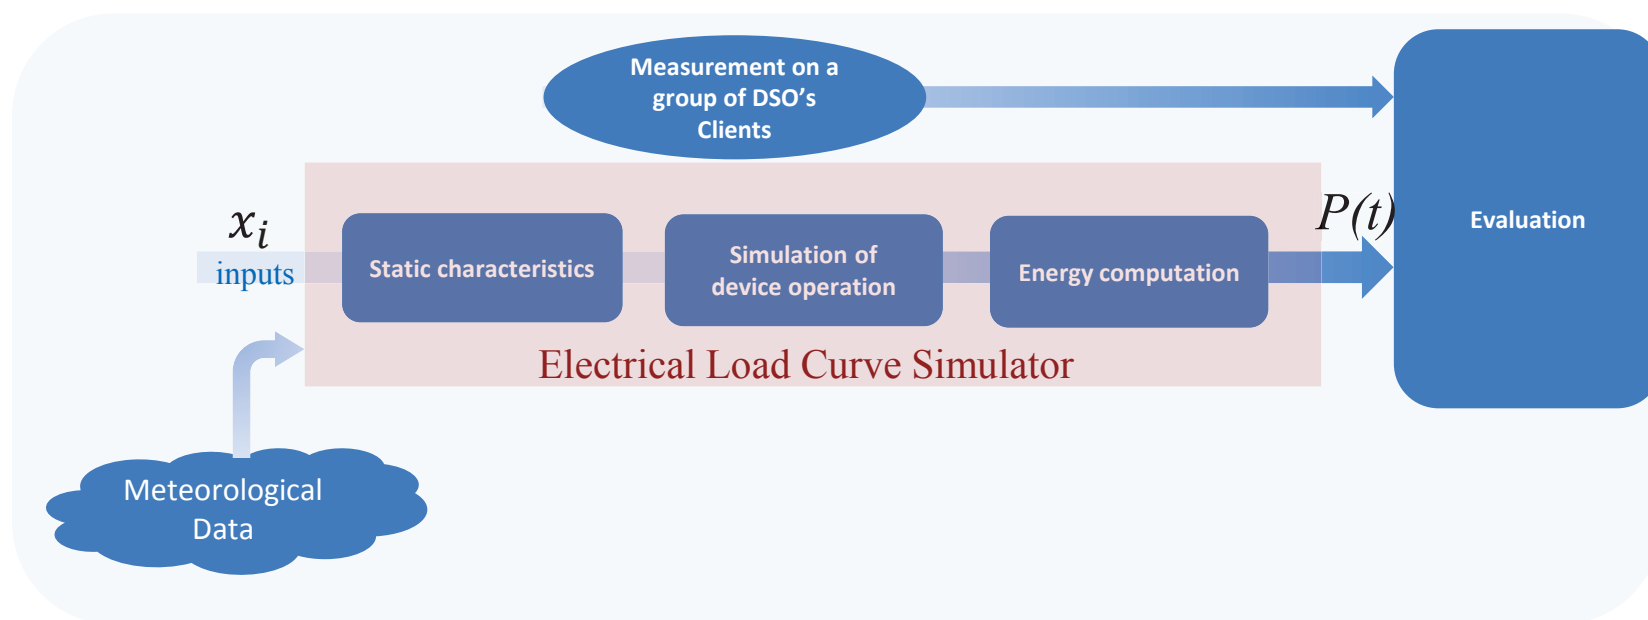 Measurement on a
group of DSO's
Clients
x_i
inputs
Static characteristics
Simulation of
device operation
Energy computation
P(t)
Evaluation
Electrical Load Curve Simulator
Meteorological
Data